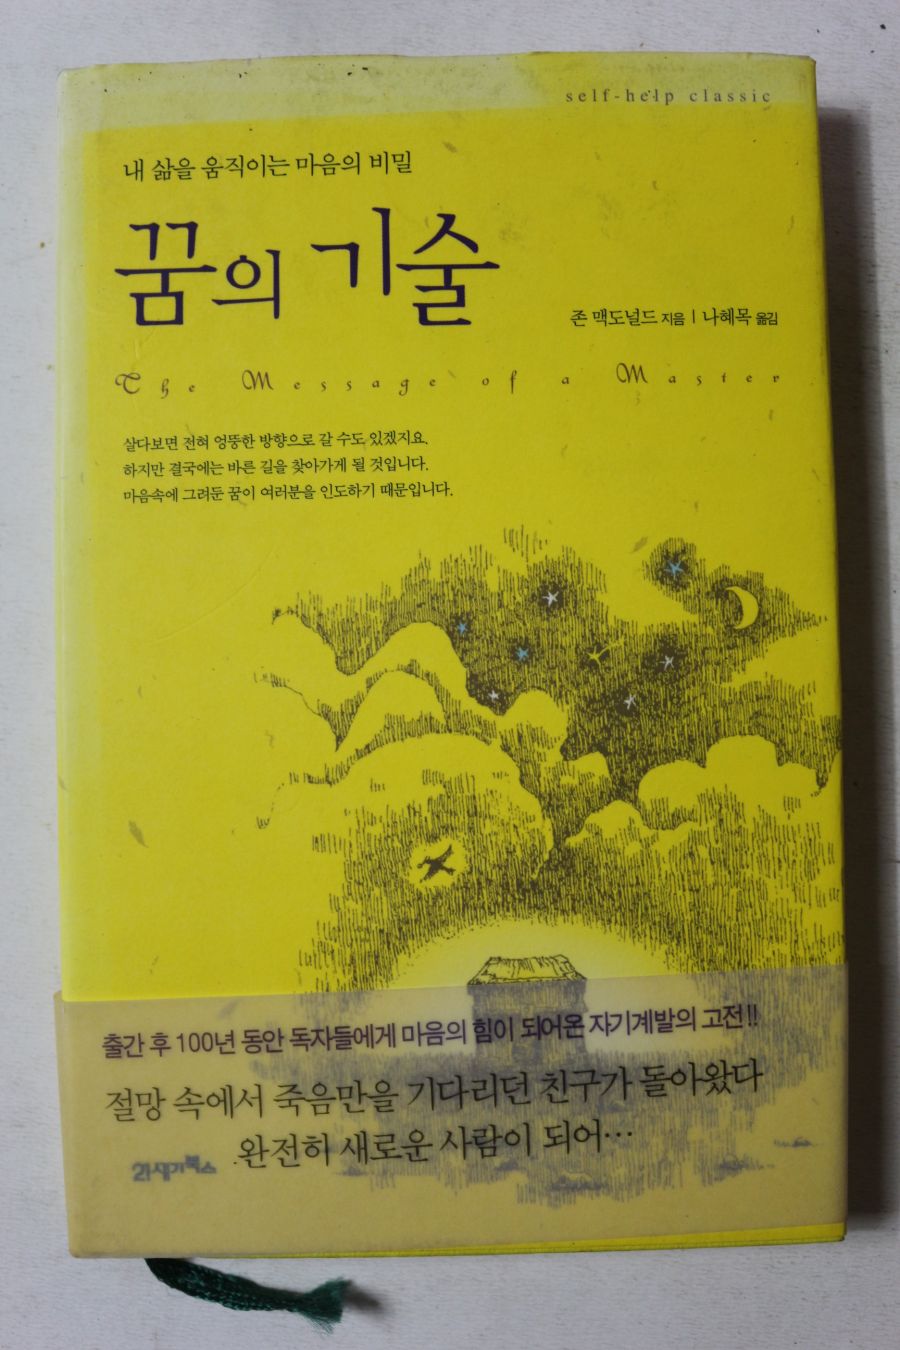 self-help classic
내 삶을 움직이는 마음의 비밀
꿈의 기술
존 맥도널드 지음 | 나혜목 옮김
The Message of a Master
살다보면 전혀 엉뚱한 방향으로 갈 수도 있겠지요.
하지만 결국에는 바른 길을 찾아가게 될 것입니다.
마음속에 그려둔 꿈이 여러분을 인도하기 때문입니다.
출간 후 100년 동안 독자들에게 마음의 힘이 되어온 자기계발의 고전!!
절망 속에서 죽음만을 기다리던 친구가 돌아왔다
완전히 새로운 사람이 되어…
21세기북스